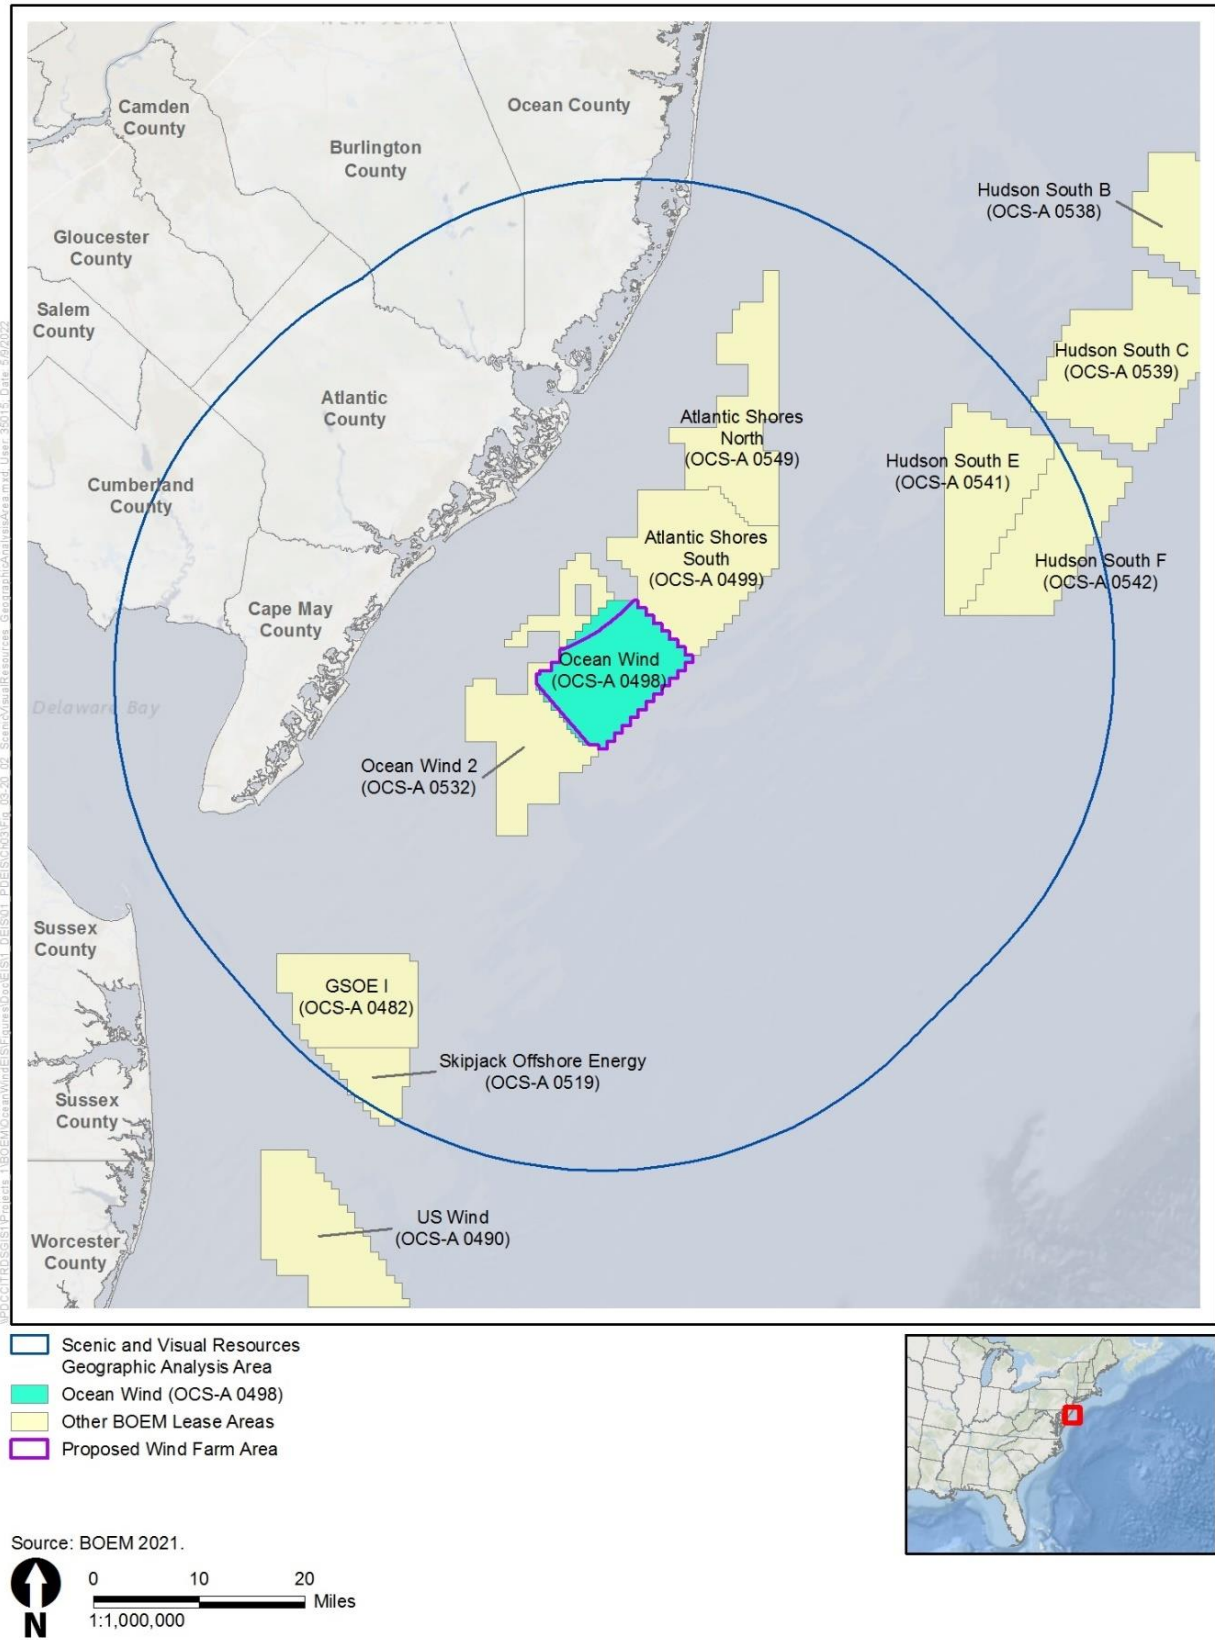 NEW JERSEY
Camden
County
Ocean County
Burlington
County
Hudson South B
(OCS-A 0538)
Gloucester
County
Salem
County
Hudson South C
(OCS-A 0539)
Atlantic
County
Atlantic Shores
North
(OCS-A 0549)
Hudson South E
(OCS-A 0541)
Cumberland
County
Atlantic Shores
South
(OCS-A 0499)
Hudson South F
(OCS-A 0542)
Cape May
County
Ocean Wind
(OCS-A 0498)
Delaware Bay
Ocean Wind 2
(OCS-A 0532)
Sussex
County
GSOE I
(OCS-A 0482)
Skipjack Offshore Energy
(OCS-A 0519)
Sussex
County
US Wind
(OCS-A 0490)
Worcester
County
Scenic and Visual Resources
Geographic Analysis Area
Ocean Wind (OCS-A 0498)
Other BOEM Lease Areas
Proposed Wind Farm Area
Source: BOEM 2021.
N
0 10 20
Miles
1:1,000,000